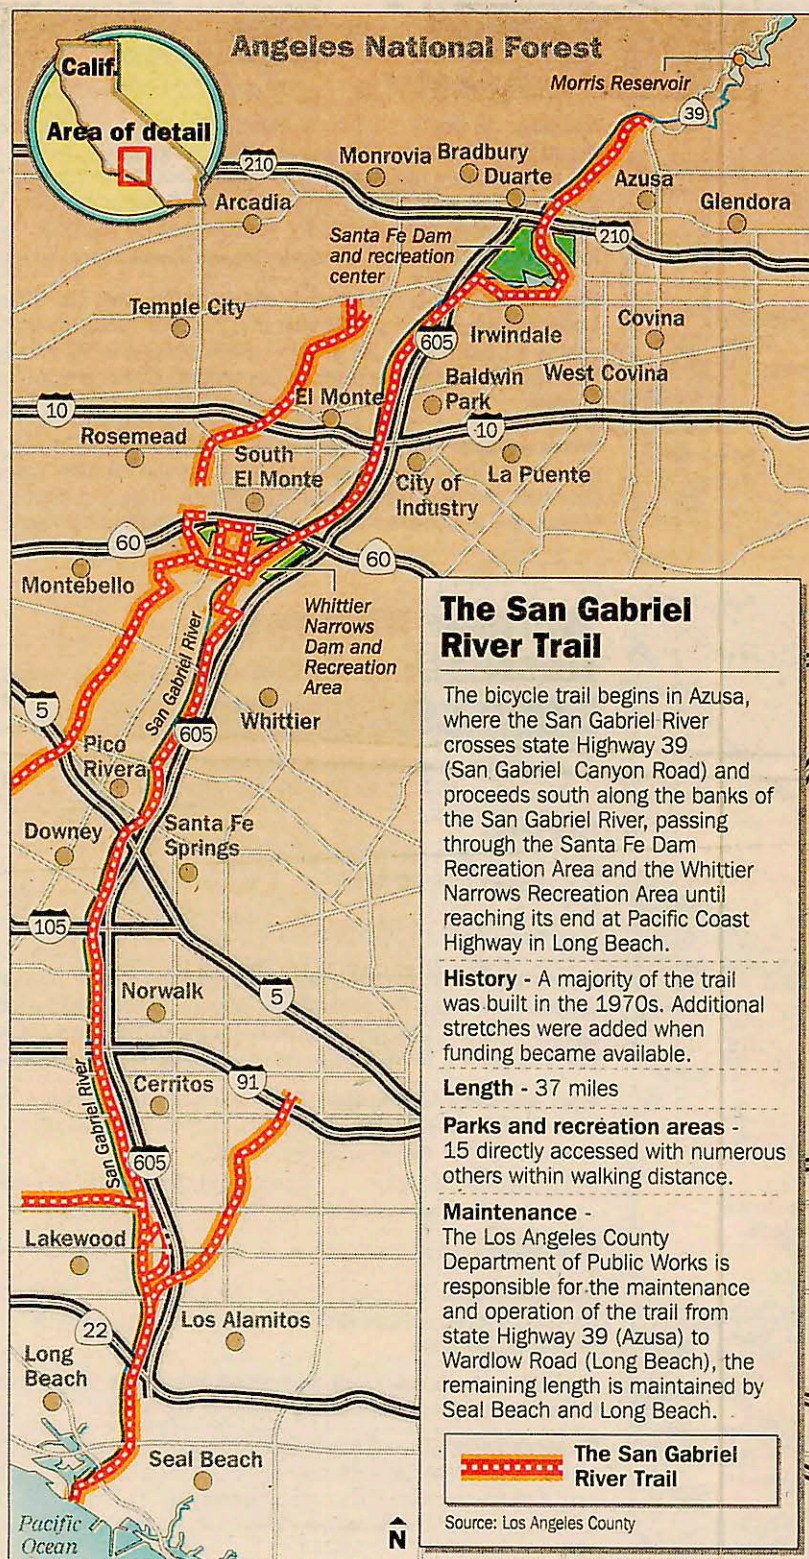 Angeles National Forest
Calif.
Area of detail
Morris Reservoir
39
210
Monrovia
Bradbury
Duarte
Azusa
Glendora
Arcadia
210
Santa Fe Dam
and recreation
center
Temple City
605
Irwindale
Covina
El Monte
Baldwin
Park
West Covina
10
10
Rosemead
South
El Monte
City of
Industry
La Puente
60
60
Montebello
Whittier
Narrows
Dam and
Recreation
Area
San Gabriel River
5
605
Whittier
Pico
Rivera
Downey
Santa Fe
Springs
105
5
Norwalk
San Gabriel River
Cerritos
91
605
Lakewood
22
Los Alamitos
Long
Beach
Seal Beach
Pacific
Ocean
N
The San Gabriel
River Trail
The bicycle trail begins in Azusa,
where the San Gabriel River
crosses state Highway 39
(San Gabriel Canyon Road) and
proceeds south along the banks of
the San Gabriel River, passing
through the Santa Fe Dam
Recreation Area and the Whittier
Narrows Recreation Area until
reaching its end at Pacific Coast
Highway in Long Beach.
History - A majority of the trail
was built in the 1970s. Additional
stretches were added when
funding became available.
Length - 37 miles
Parks and recreation areas -
15 directly accessed with numerous
others within walking distance.
Maintenance -
The Los Angeles County
Department of Public Works is
responsible for the maintenance
and operation of the trail from
state Highway 39 (Azusa) to
Wardlow Road (Long Beach), the
remaining length is maintained by
Seal Beach and Long Beach.
The San Gabriel
River Trail
Source: Los Angeles County